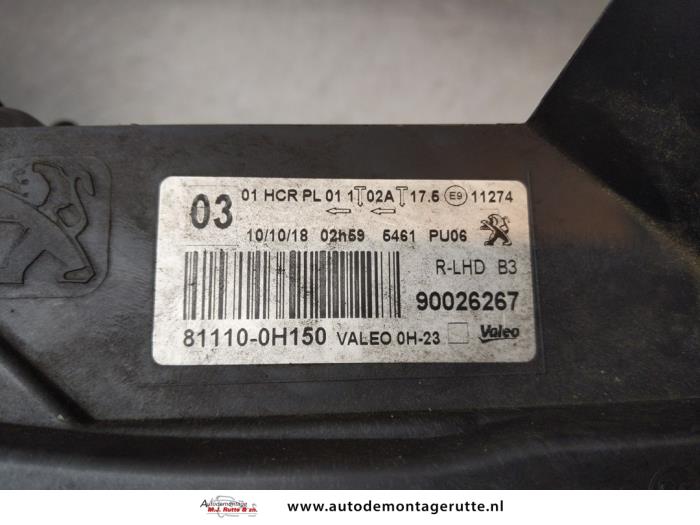 03
01 HCR PL 01 1T 02A T 17.5 E9 11274
← ←
10/10/18 02h59 5461 PU06
R-LHD B3
90026267
81110-0H150 VALEO 0H-23 Valeo
Autodemontage
M.J. Rutte & zn.
www.autodemontagerutte.nl